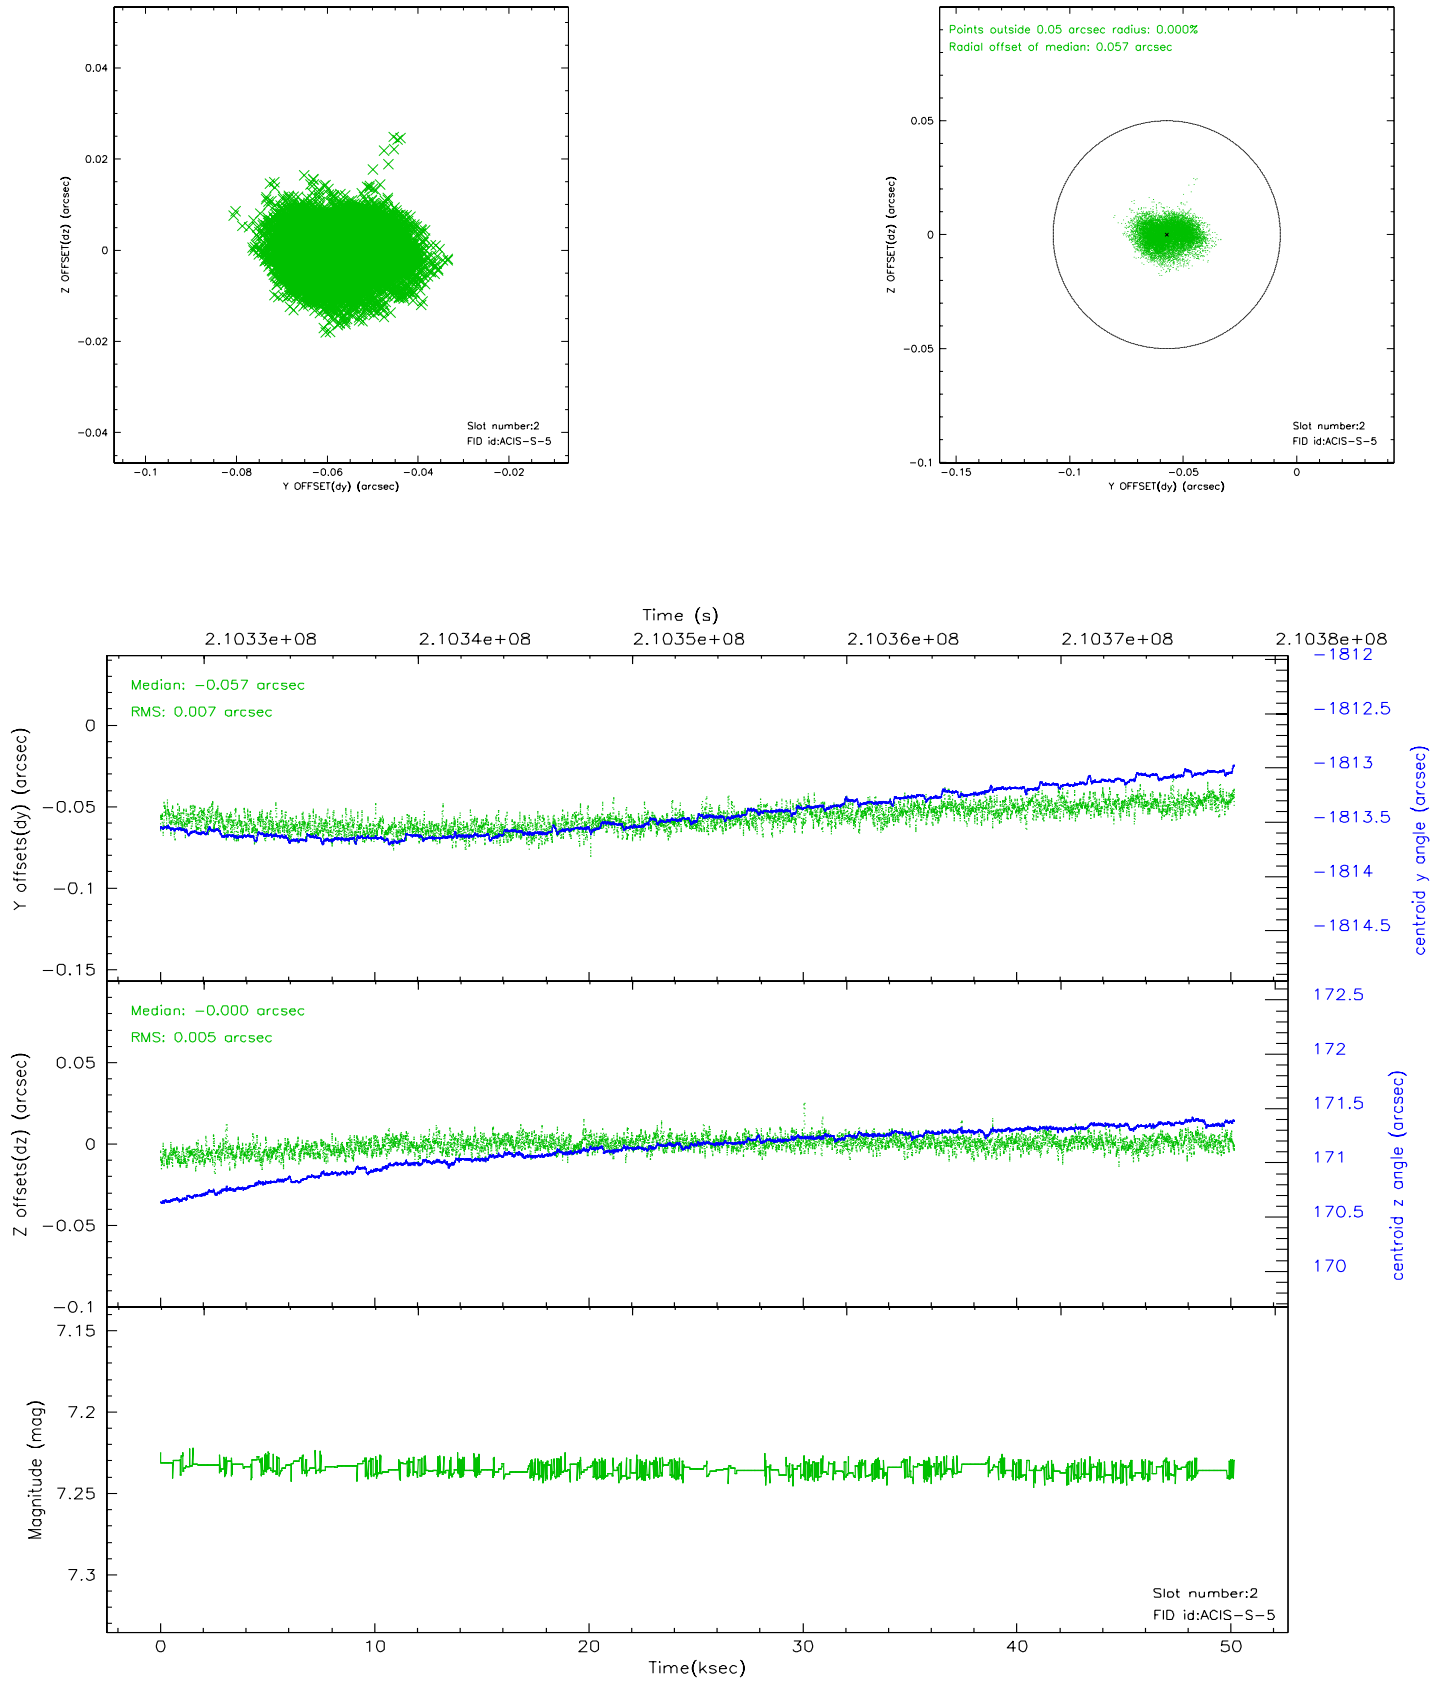 0.04
0.02
0
−0.02
−0.04
Z OFFSET(dz) (arcsec)
−0.1
−0.08
−0.06
−0.04
−0.02
Y OFFSET(dy) (arcsec)
Slot number:2
FID id:ACIS−S−5
Points outside 0.05 arcsec radius: 0.000%
Radial offset of median: 0.057 arcsec
0.05
0
−0.05
−0.1
Z OFFSET(dz) (arcsec)
−0.15
−0.1
−0.05
0
Y OFFSET(dy) (arcsec)
Slot number:2
FID id:ACIS−S−5
Time (s)
2.1033e+08
2.1034e+08
2.1035e+08
2.1036e+08
2.1037e+08
2.1038e+08
Median: −0.057 arcsec
RMS: 0.007 arcsec
0
−0.05
−0.1
−0.15
Y offsets(dy) (arcsec)
−1812
−1812.5
−1813
−1813.5
−1814
−1814.5
centroid y angle (arcsec)
Median: −0.000 arcsec
RMS: 0.005 arcsec
0.05
0
−0.05
−0.1
Z offsets(dz) (arcsec)
172.5
172
171.5
171
170.5
170
centroid z angle (arcsec)
7.15
7.2
7.25
7.3
Magnitude (mag)
Slot number:2
FID id:ACIS−S−5
0
10
20
30
40
50
Time(ksec)